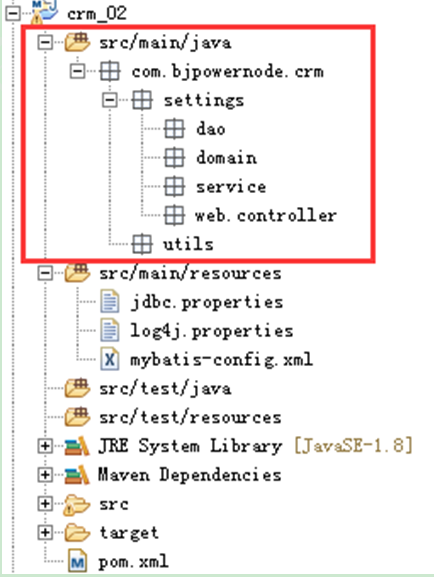 crm_02
src/main/java
com.bjpowernode.crm
settings
dao
domain
service
web.controller
utils
src/main/resources
jdbc.properties
log4j.properties
mybatis-config.xml
src/test/java
src/test/resources
JRE System Library [JavaSE-1.8]
Maven Dependencies
src
target
pom.xml